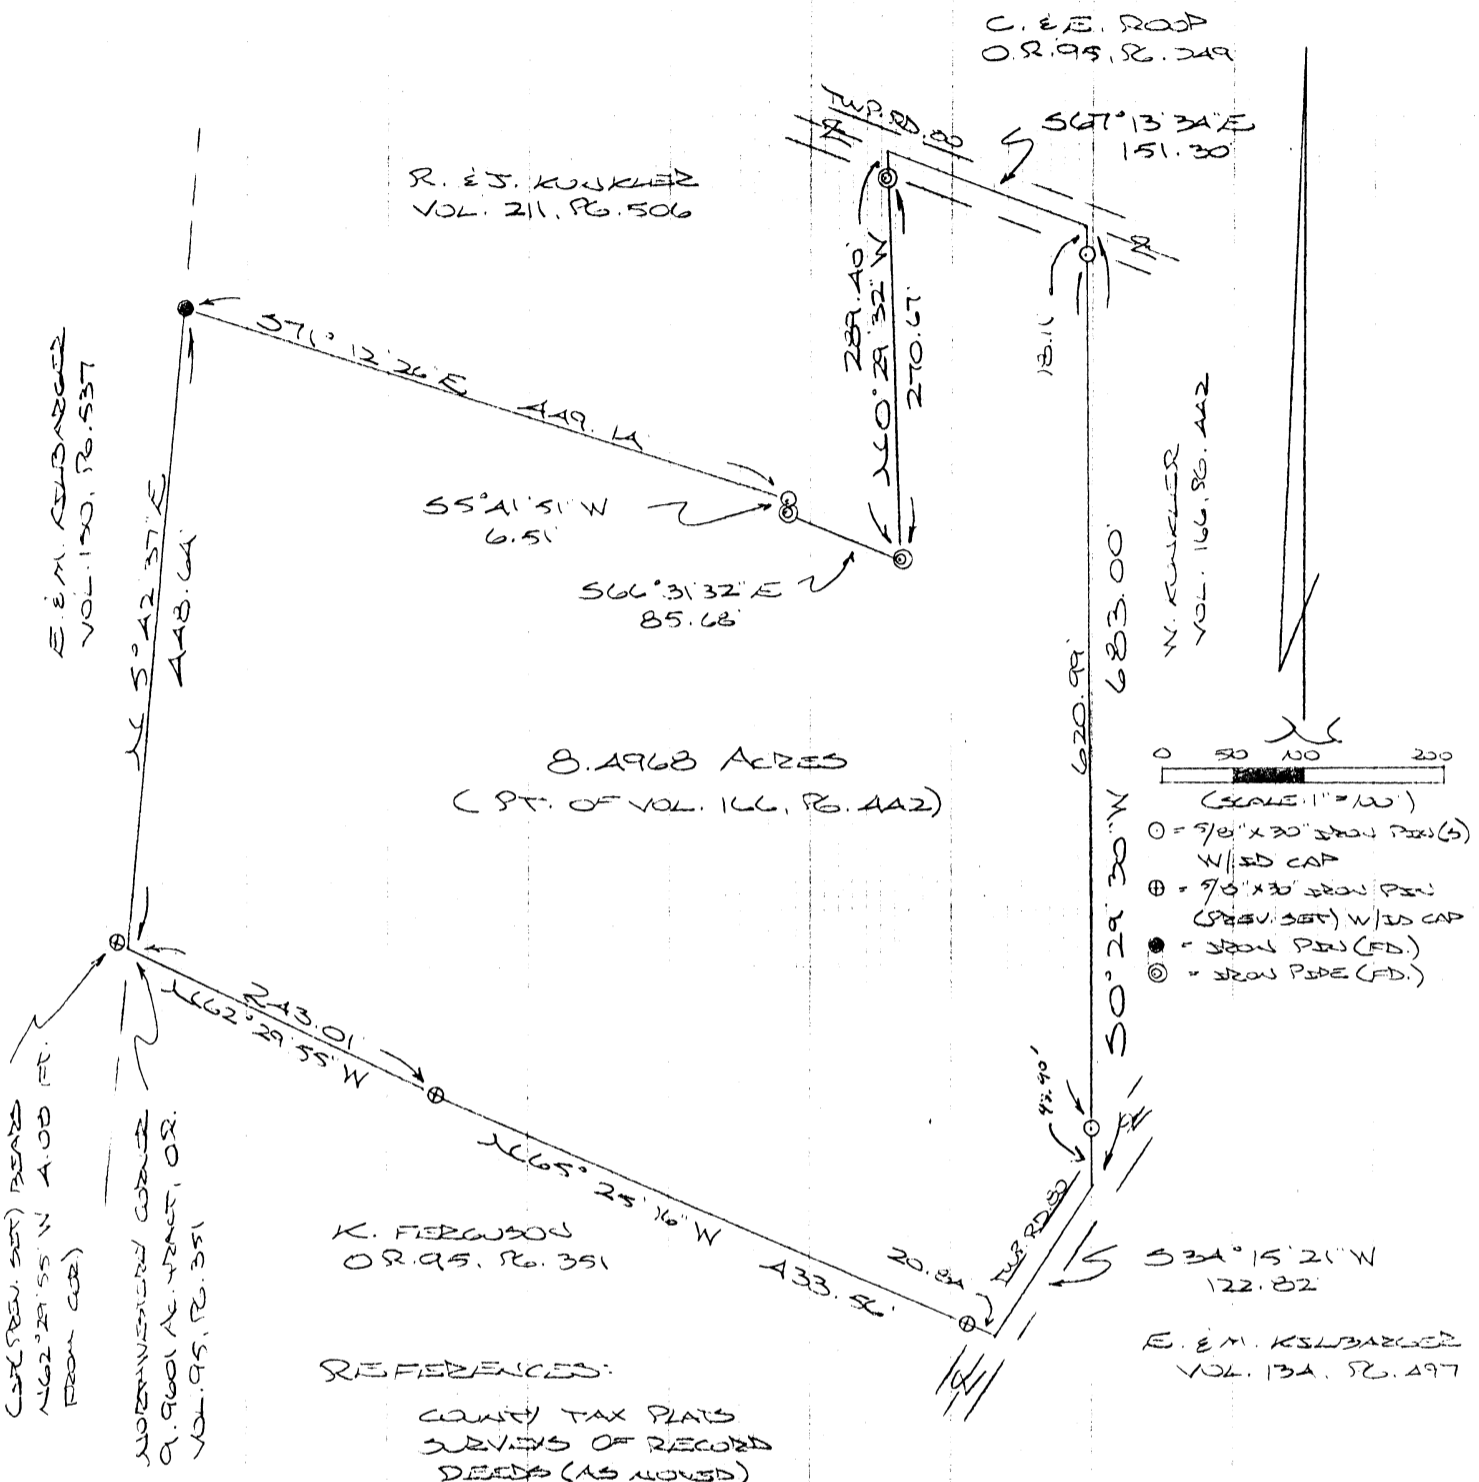 C. & E. ROOP
O.R. 95, PG. 349
TWP. RD. 80
S67°13'34"E
151.30'
R. & J. KUNKLER
VOL. 211, PG. 506
289.40'
N0°29'32"W
270.67'
18.11'
S71°12'26"E
449.14'
E. & M. KILBARGER
VOL. 130, PG. 537
N5°42'37"E
448.64'
S5°41'51"W
6.51'
S66°31'32"E
85.68'
W. KUNKLER
VOL. 166, PG. 442
620.99'
683.00'
S0°29'30"W
N
0 50 100 200
(SCALE: 1"=100')
8.4968 ACRES
(PT. OF VOL. 166, PG. 442)
= 5/8"X30" IRON PIN(S)
W/ID CAP
= 5/8"X30" IRON PIN
(PREV. SET) W/ID CAP
= IRON PIN (FD.)
= IRON PIPE (FD.)
243.01'
N62°29'55"W
N65°25'16"W
433.56'
43.90'
20.84'
TWP. RD. 80
S34°15'21"W
122.82'
(PREV. SET) BEARS
N62°29'55"W 4.00 FT.
FROM COR.)
NORTHWESTERN CORNER
9.9601 AC. TRACT, O.R.
VOL. 95, PG. 351
K. FERGUSON
O.R. 95, PG. 351
E. & M. KILBARGER
VOL. 134, PG. 497
REFERENCES:
COUNTY TAX PLATS
SURVEYS OF RECORD
DEEDS (AS NOTED)